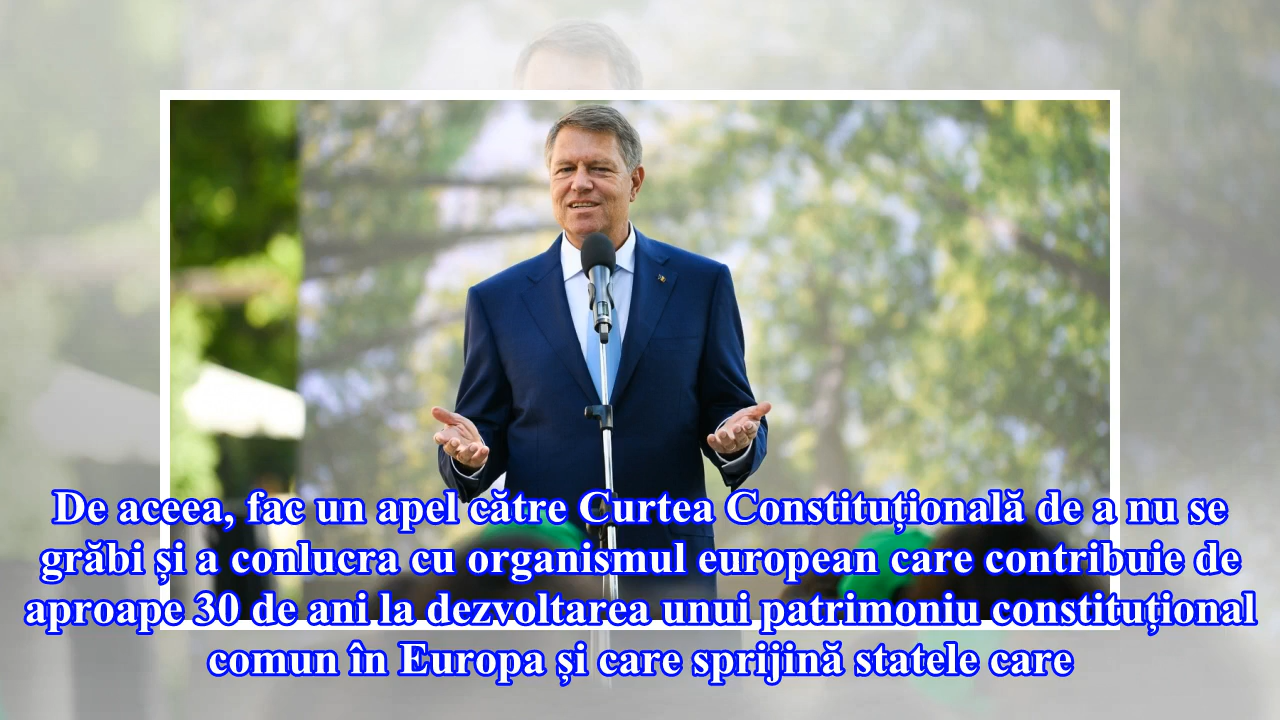 De aceea, fac un apel către Curtea Constituțională de a nu se
grăbi și a conlucra cu organismul european care contribuie de
aproape 30 de ani la dezvoltarea unui patrimoniu constituțional
comun în Europa și care sprijină statele care